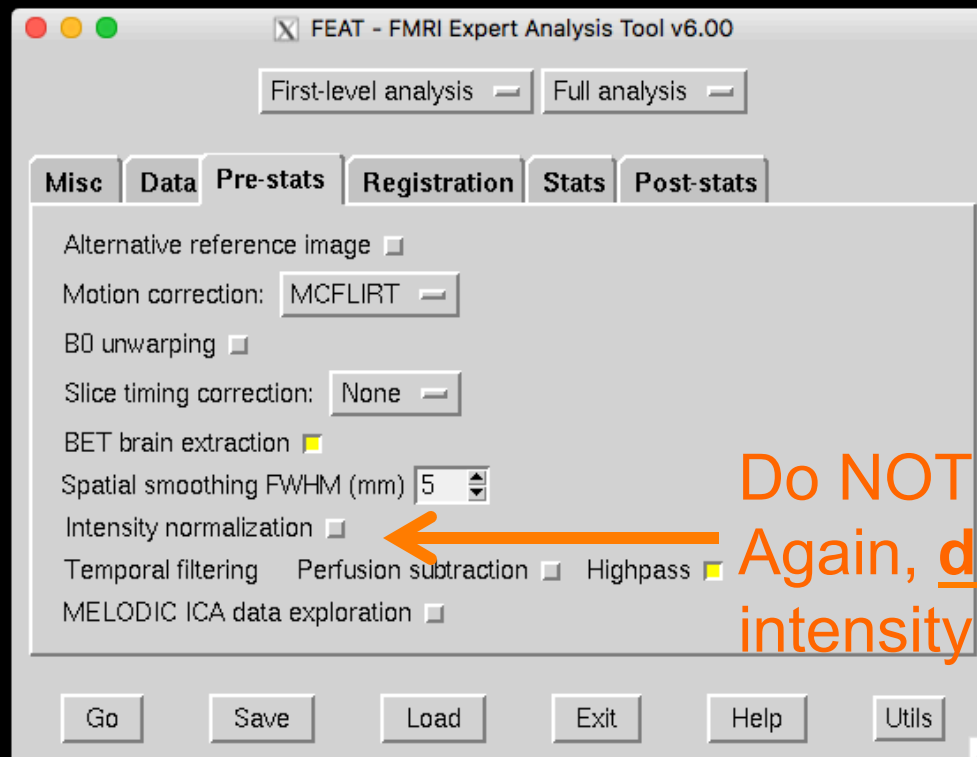 FEAT - FMRI Expert Analysis Tool v6.00
First-level analysis Full analysis
Misc Data Pre-stats Registration Stats Post-stats
Alternative reference image
Motion correction: MCFLIRT
B0 unwarping
Slice timing correction: None
BET brain extraction
Spatial smoothing FWHM (mm) 5
Intensity normalization
Temporal filtering Perfusion subtraction Highpass
MELODIC ICA data exploration
Do NOT
Again, d
intensity
Go Save Load Exit Help Utils